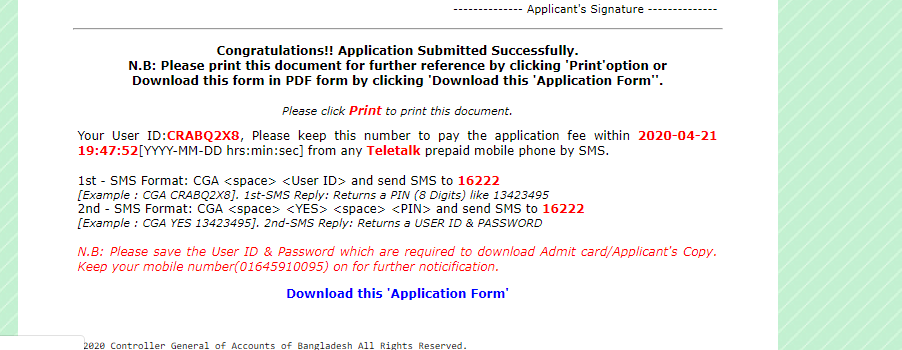 -------------- Applicant's Signature --------------
Congratulations!! Application Submitted Successfully.
N.B: Please print this document for further reference by clicking 'Print'option or
Download this form in PDF form by clicking 'Download this 'Application Form''.
Please click Print to print this document.
Your User ID:CRABQ2X8, Please keep this number to pay the application fee within 2020-04-21
19:47:52[YYYY-MM-DD hrs:min:sec] from any Teletalk prepaid mobile phone by SMS.
1st - SMS Format: CGA <space> <User ID> and send SMS to 16222
[Example : CGA CRABQ2X8]. 1st-SMS Reply: Returns a PIN (8 Digits) like 13423495
2nd - SMS Format: CGA <space> <YES> <space> <PIN> and send SMS to 16222
[Example : CGA YES 13423495]. 2nd-SMS Reply: Returns a USER ID & PASSWORD
N.B: Please save the User ID & Password which are required to download Admit card/Applicant's Copy.
Keep your mobile number(01645910095) on for further noticification.
Download this 'Application Form'
2020 Controller General of Accounts of Bangladesh All Rights Reserved.